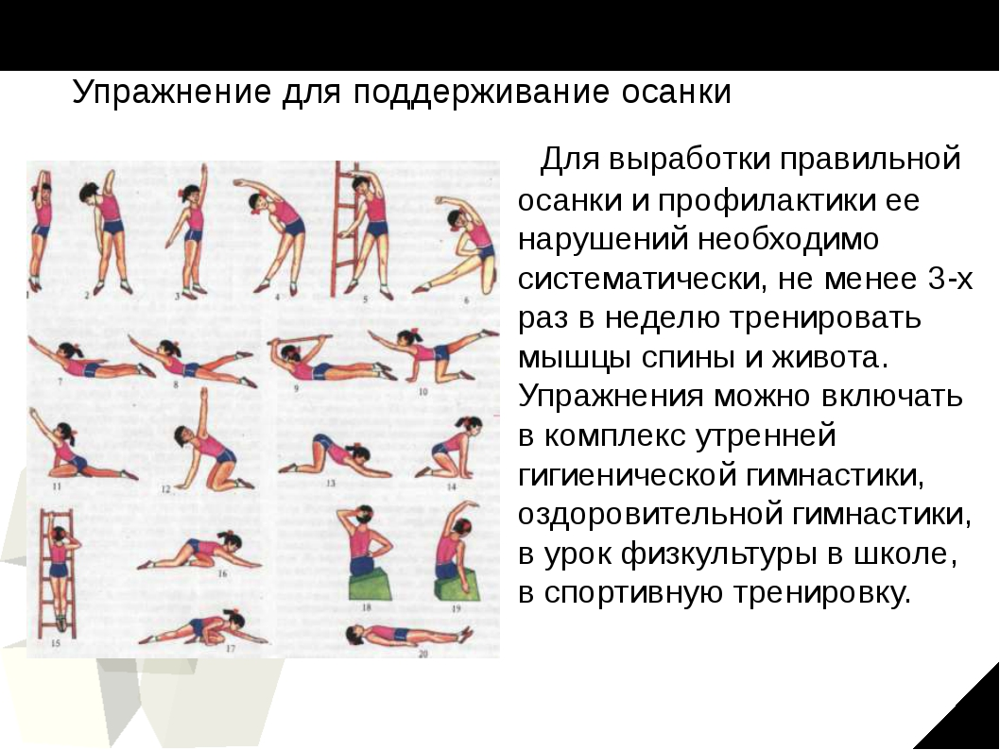 Упражнение для поддерживание осанки
Для выработки правильной
осанки и профилактики ее
нарушений необходимо
систематически, не менее 3-х
раз в неделю тренировать
мышцы спины и живота.
Упражнения можно включать
в комплекс утренней
гигиенической гимнастики,
оздоровительной гимнастики,
в урок физкультуры в школе,
в спортивную тренировку.
1 2 3 4 5 6
7 8 9 10
11 12 13 14
15 16 17 18 19 20